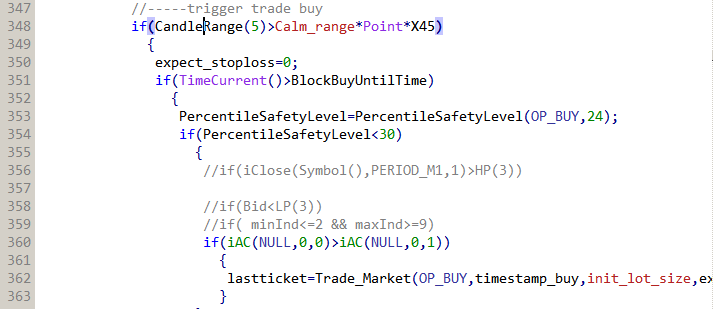 347 //-----trigger trade buy
348 if(CandleRange(5)>Calm_range*Point*X45)
349 {
350 expect_stoploss=0;
351 if(TimeCurrent()>BlockBuyUntilTime)
352 {
353 PercentileSafetyLevel=PercentileSafetyLevel(OP_BUY,24);
354 if(PercentileSafetyLevel<30)
355 {
356 //if(iClose(Symbol(),PERIOD_M1,1)>HP(3))
357
358 //if(Bid<LP(3))
359 //if( minInd<=2 && maxInd>=9)
360 if(iAC(NULL,0,0)>iAC(NULL,0,1))
361 {
362 lastticket=Trade_Market(OP_BUY,timestamp_buy,init_lot_size,ex
363 }